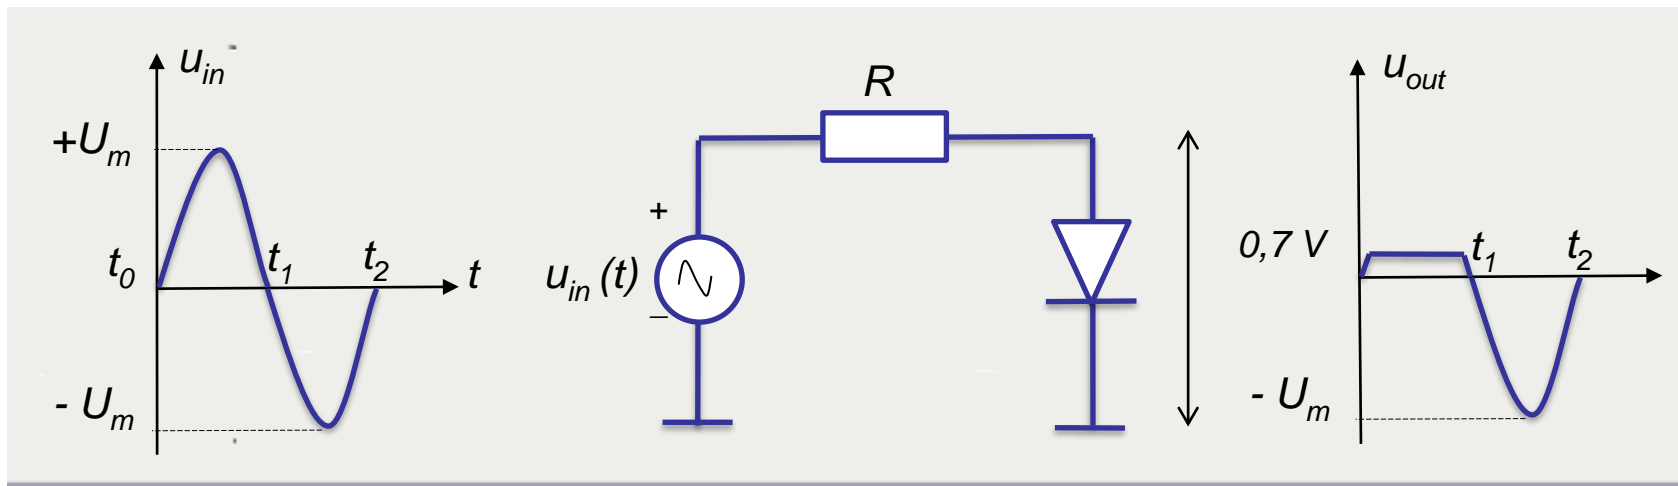 u_in
+U_m
t_0
t_1
t_2
t
- U_m
R
+
u_in (t)
–
u_out
0,7 V
t_1
t_2
- U_m